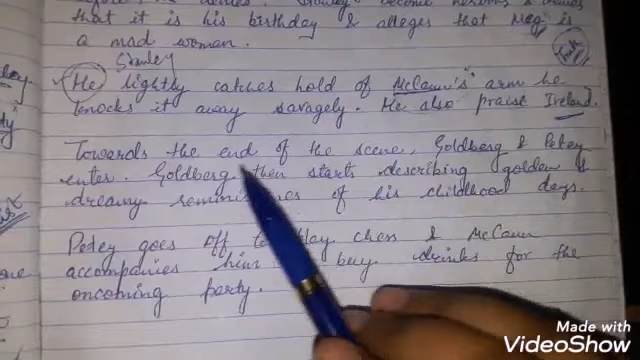 that it is his birthday & alleges that Meg is
a mad woman.
Stanley
He lightly catches hold of McCann's arm he
knocks it away savagely. He also praise Ireland.
Towards the end of the scene, Goldberg & Petey
enter. Goldberg then starts describing golden &
dreamy of his childhood days.
Petey goes off chess & McCann
accompanies him buy drinks for the
oncoming party.
Made with
VideoShow